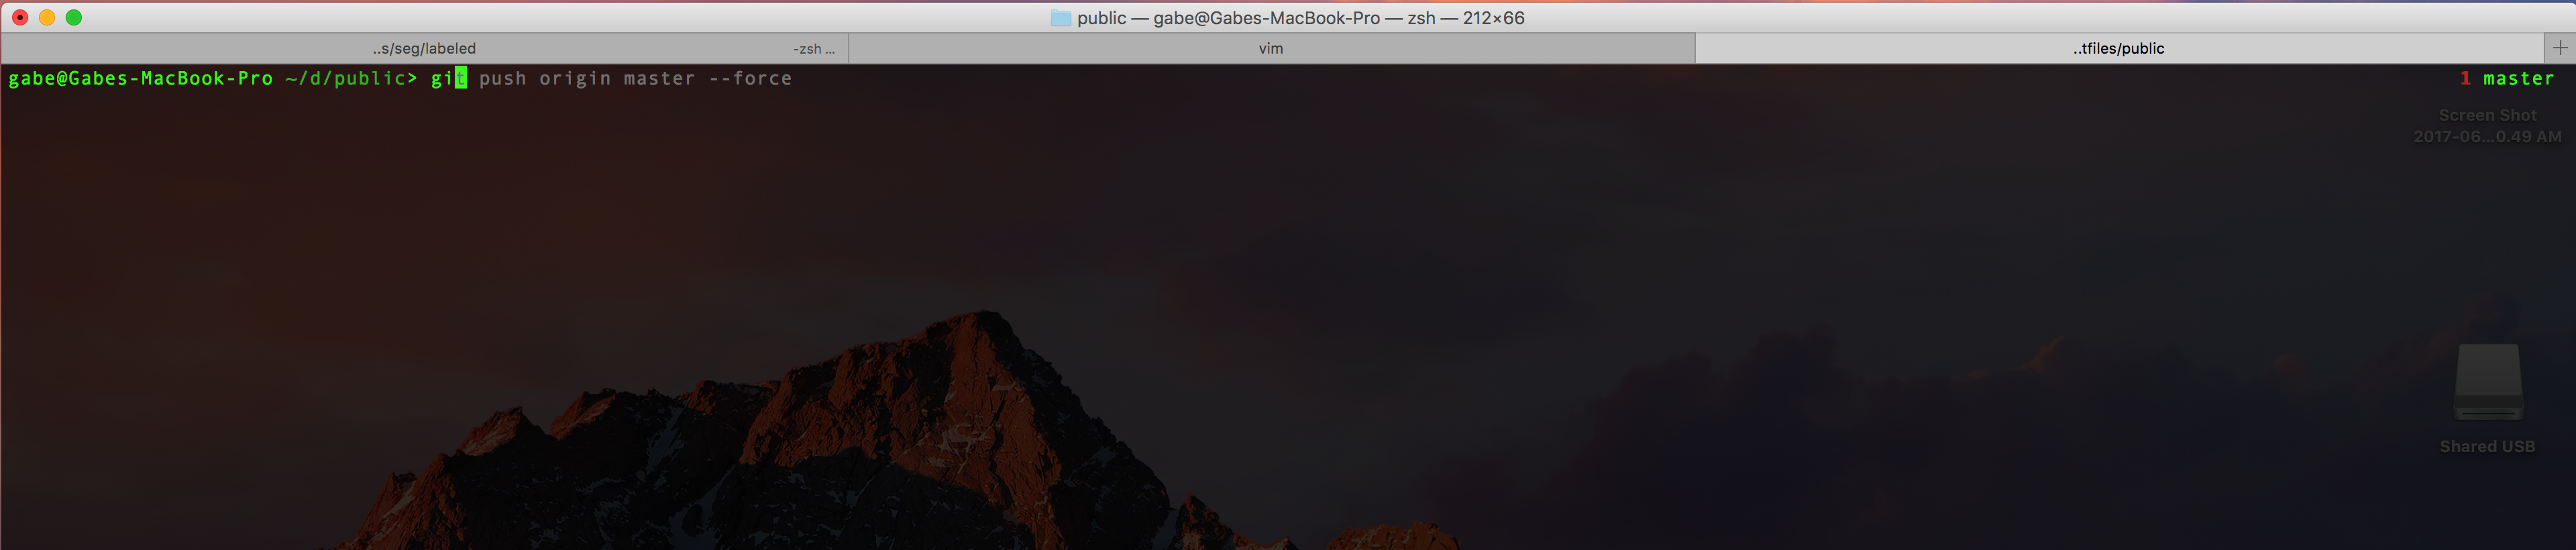 public — gabe@Gabes-MacBook-Pro — zsh — 212×66
..s/seg/labeled -zsh ... vim ..tfiles/public +
gabe@Gabes-MacBook-Pro ~/d/public> git push origin master --force 1 master
Screen Shot
2017-06...0.49 AM
Shared USB